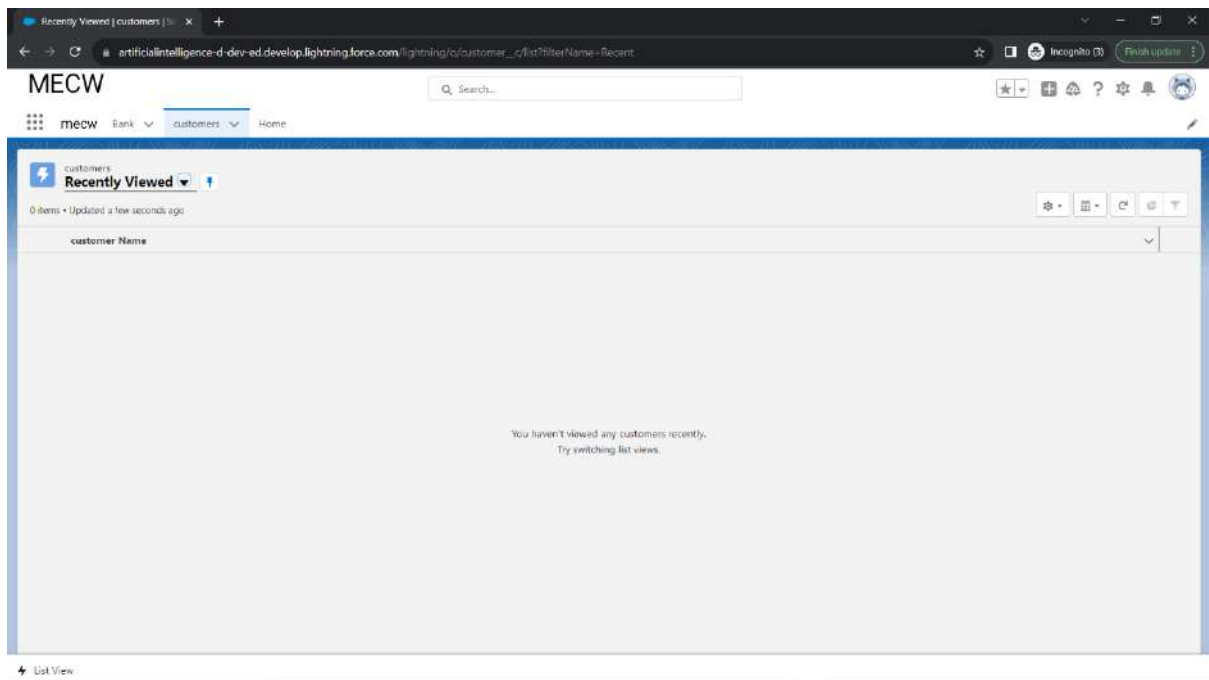 Recently Viewed | customers | S
artificialintelligence-d-dev-ed.develop.lightning.force.com/lightning/o/customer__c/list?filterName=Recent
Incognito (3)
Finish update
MECW
Search...
mecw Bank customers Home
customers
Recently Viewed
0 items • Updated a few seconds ago
customer Name
You haven't viewed any customers recently.
Try switching list views.
List View